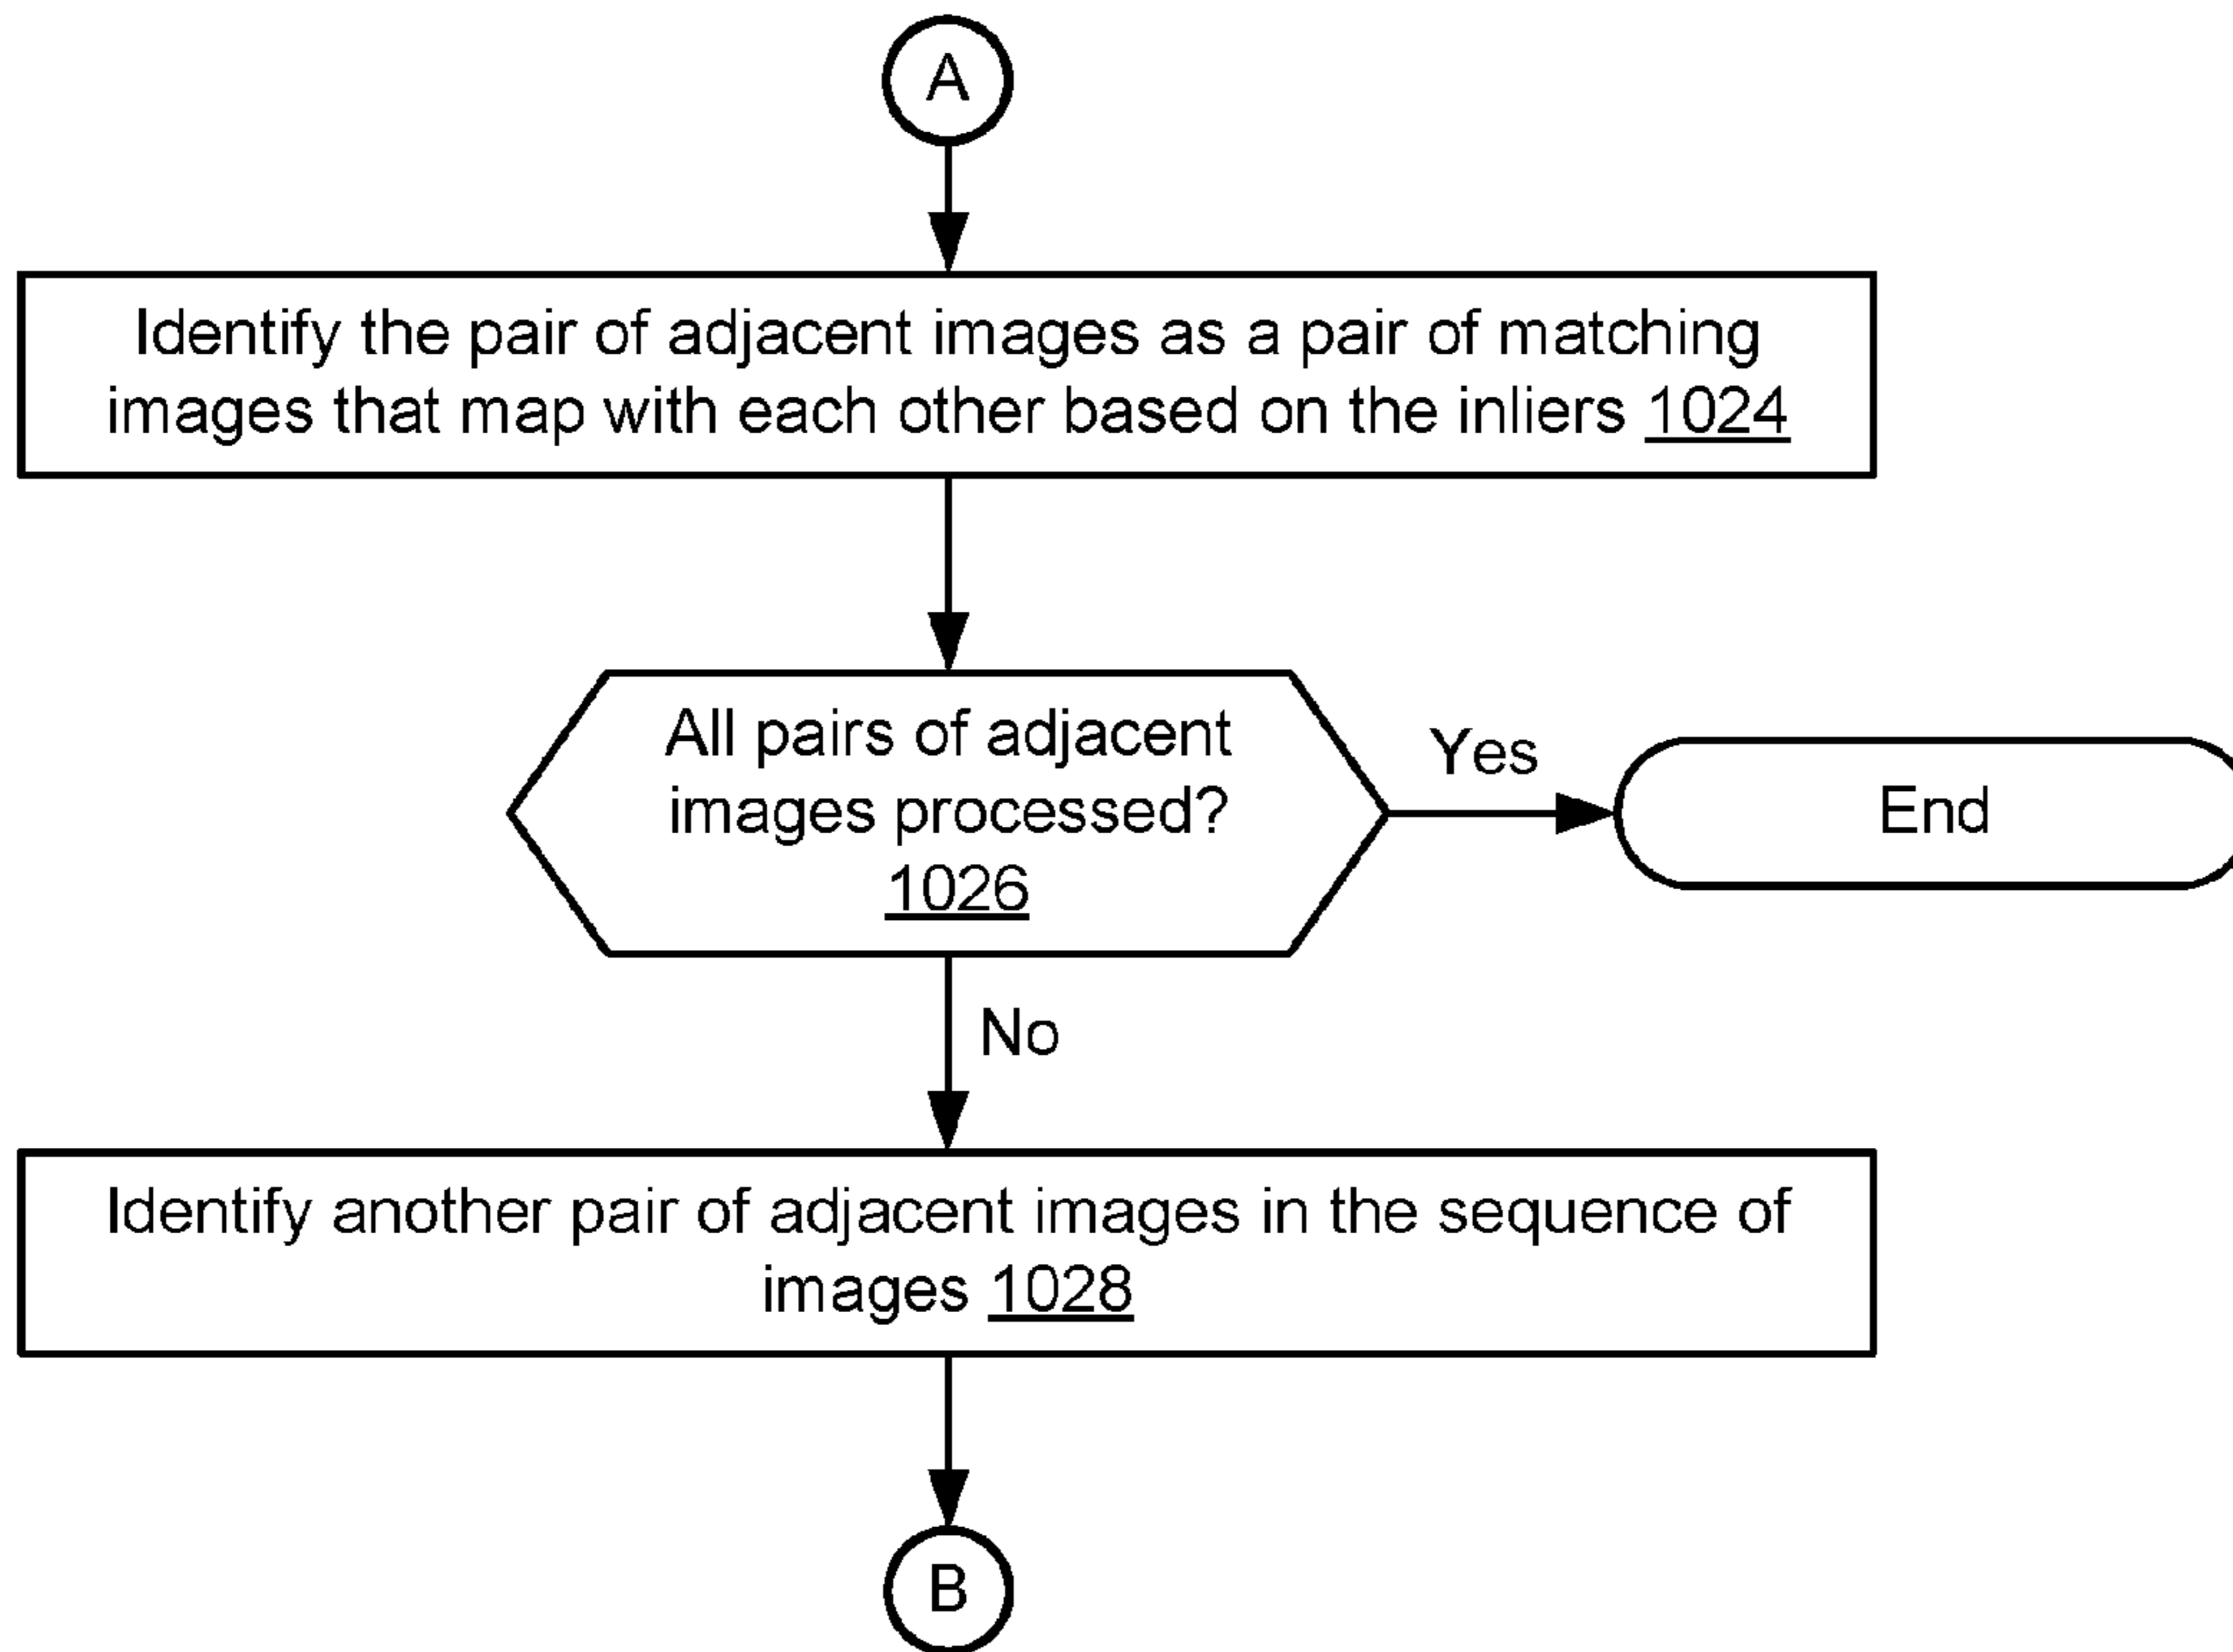 A
Identify the pair of adjacent images as a pair of matching
images that map with each other based on the inliers 1024
All pairs of adjacent
images processed?
1026
Yes
End
No
Identify another pair of adjacent images in the sequence of
images 1028
B